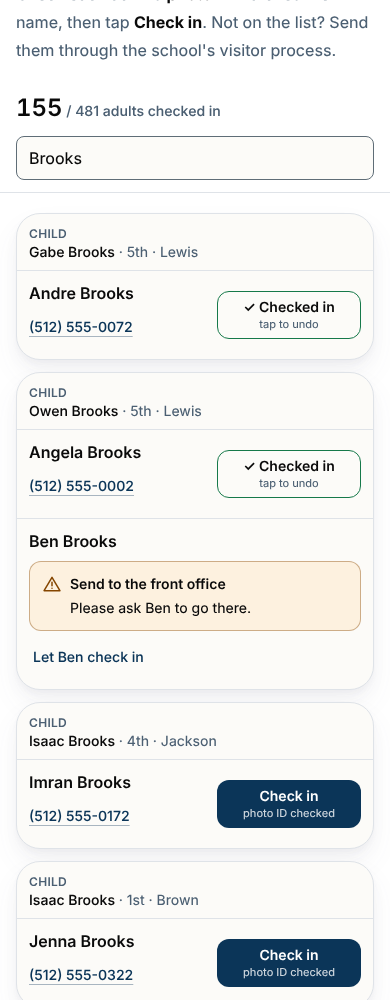 name, then tap Check in. Not on the list? Send
them through the school's visitor process.
155 / 481 adults checked in
Brooks
CHILD
Gabe Brooks · 5th · Lewis
Andre Brooks
(512) 555-0072
✓ Checked in
tap to undo
CHILD
Owen Brooks · 5th · Lewis
Angela Brooks
(512) 555-0002
✓ Checked in
tap to undo
Ben Brooks
Send to the front office
Please ask Ben to go there.
Let Ben check in
CHILD
Isaac Brooks · 4th · Jackson
Imran Brooks
(512) 555-0172
Check in
photo ID checked
CHILD
Isaac Brooks · 1st · Brown
Jenna Brooks
(512) 555-0322
Check in
photo ID checked